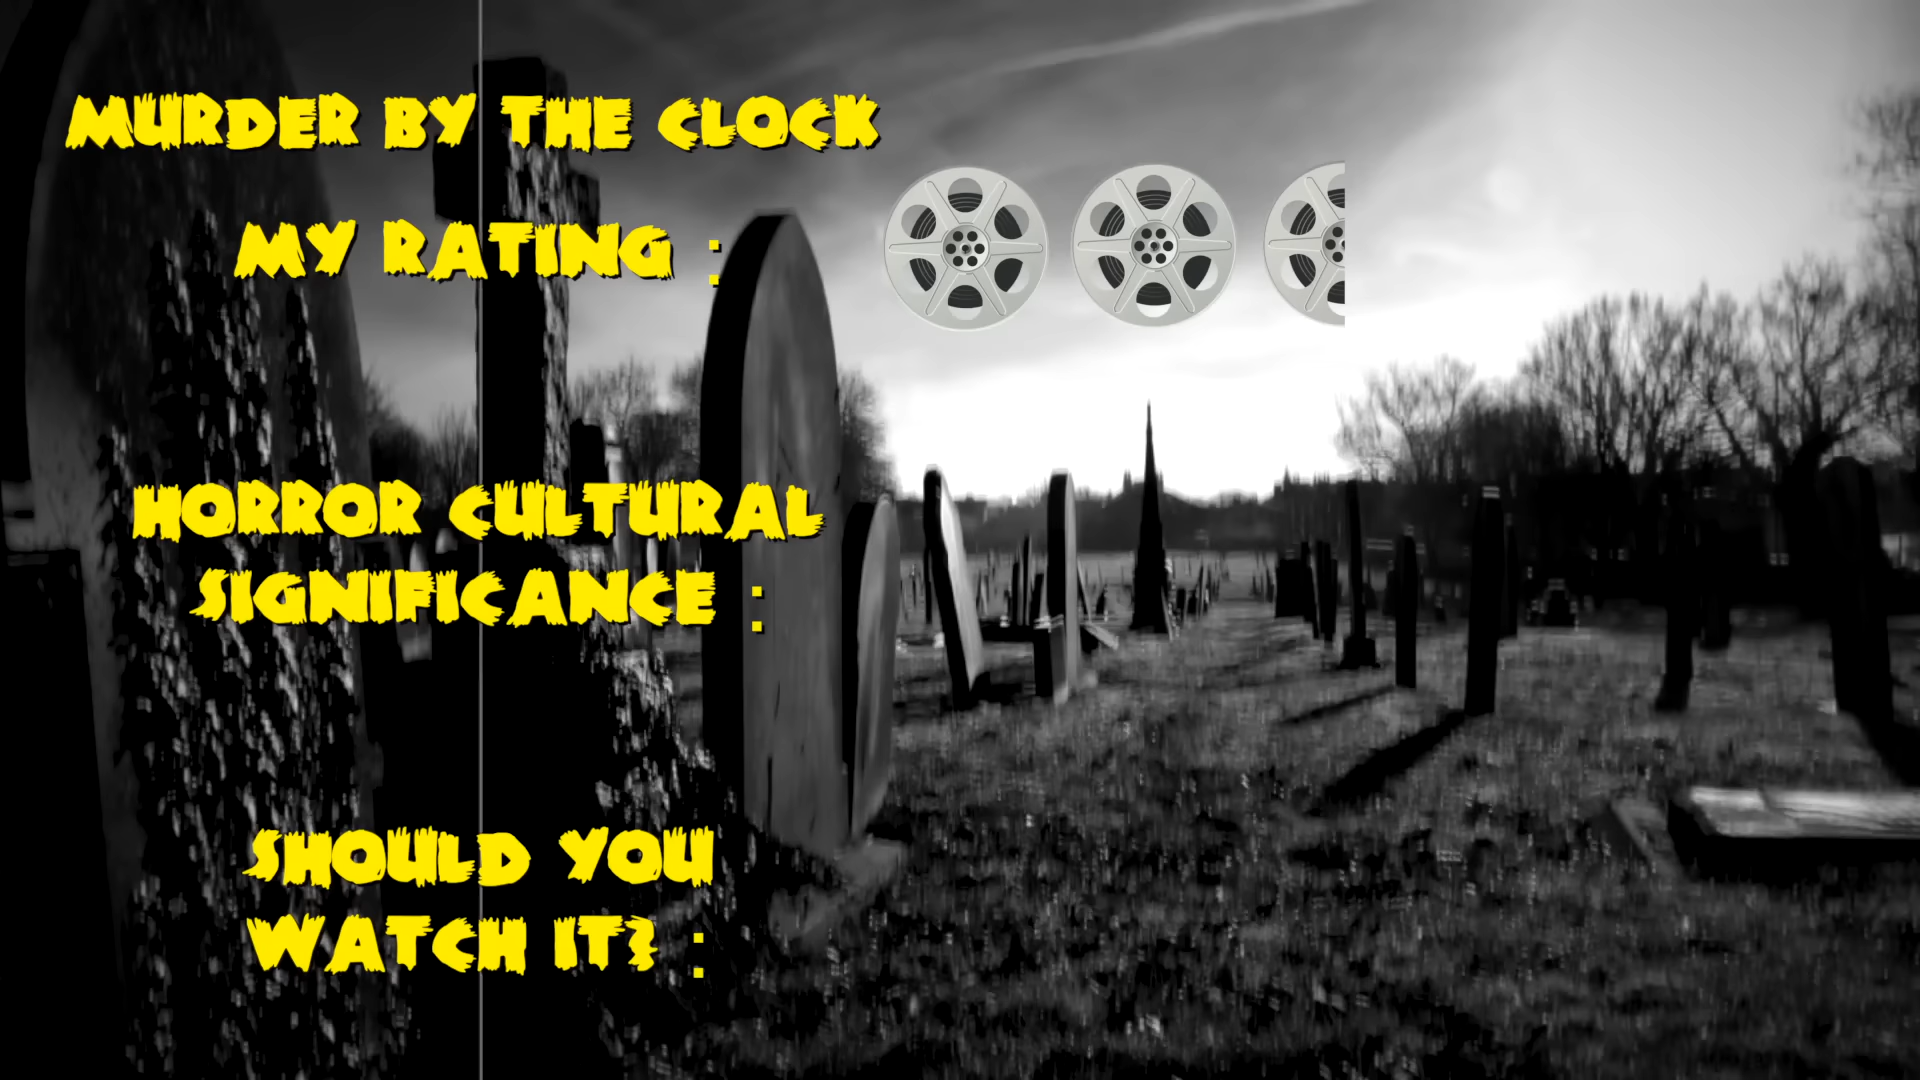 MURDER BY THE CLOCK
MY RATING :
HORROR CULTURAL
SIGNIFICANCE :
SHOULD YOU
WATCH IT? :